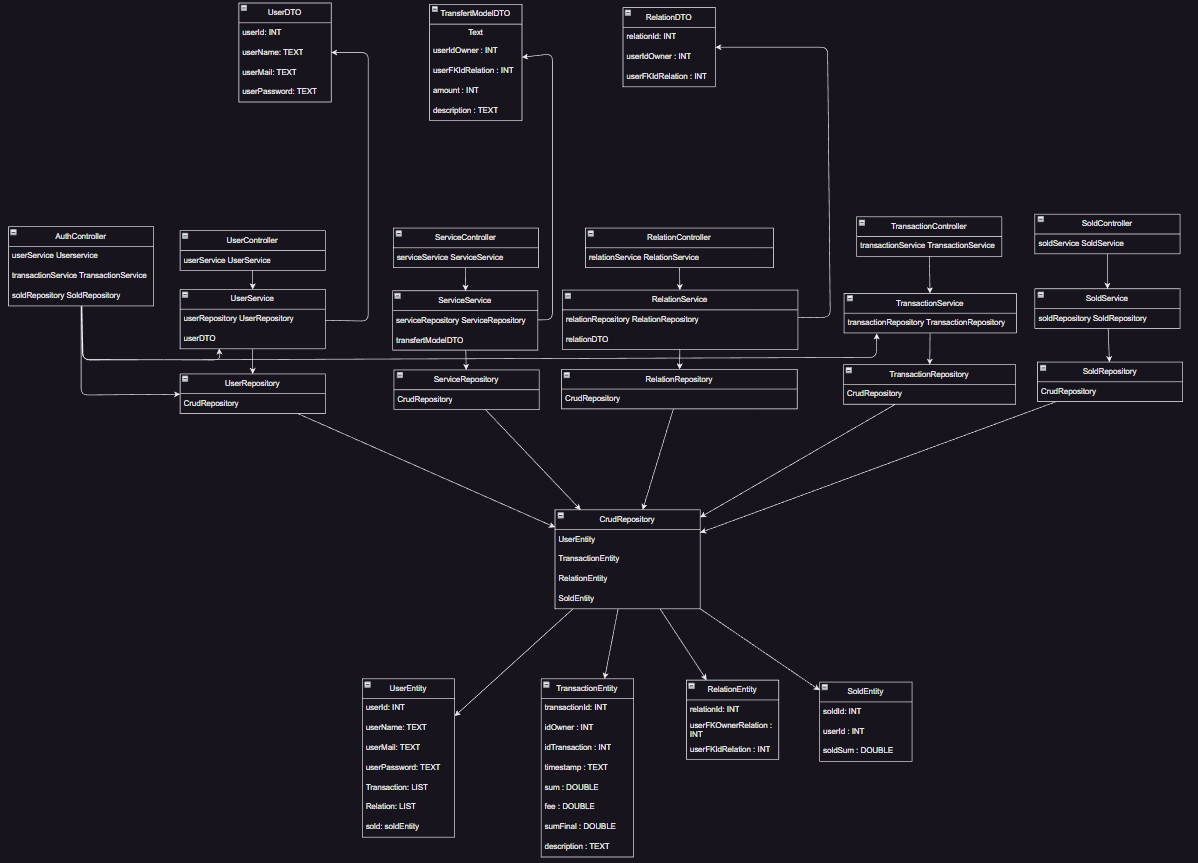 UserDTO
userId: INT
userName: TEXT
userMail: TEXT
userPassword: TEXT
TransfertModelDTO
Text
userIdOwner : INT
userFKIdRelation : INT
amount : INT
description : TEXT
RelationDTO
relationId: INT
userIdOwner : INT
userFKIdRelation : INT
AuthController
userService Userservice
transactionService TransactionService
soldRepository SoldRepository
UserController
userService UserService
ServiceController
serviceService ServiceService
RelationController
relationService RelationService
TransactionController
transactionService TransactionService
SoldController
soldService SoldService
UserService
userRepository UserRepository
userDTO
ServiceService
serviceRepository ServiceRepository
transfertModelDTO
RelationService
relationRepository RelationRepository
relationDTO
TransactionService
transactionRepository TransactionRepository
SoldService
soldRepository SoldRepository
UserRepository
CrudRepository
ServiceRepository
CrudRepository
RelationRepository
CrudRepository
TransactionRepository
CrudRepository
SoldRepository
CrudRepository
CrudRepository
UserEntity
TransactionEntity
RelationEntity
SoldEntity
UserEntity
userId: INT
userName: TEXT
userMail: TEXT
userPassword: TEXT
Transaction: LIST
Relation: LIST
sold: soldEntity
TransactionEntity
transactionId: INT
idOwner : INT
idTransaction : INT
timestamp : TEXT
sum : DOUBLE
fee : DOUBLE
sumFinal : DOUBLE
description : TEXT
RelationEntity
relationId: INT
userFKOwnerRelation :
INT
userFKIdRelation : INT
SoldEntity
soldId: INT
userId : INT
soldSum : DOUBLE